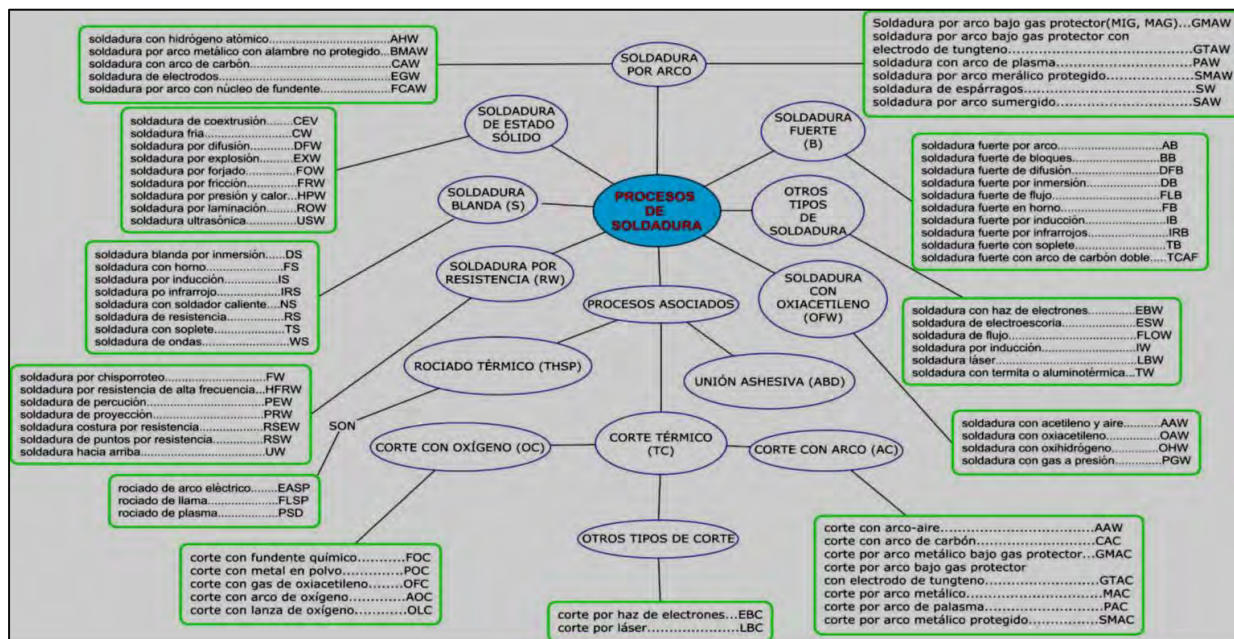 soldadura con hidrógeno atómico..................AHW
soldadura por arco metálico con alambre no protegido...BMAW
soldadura con arco de carbón.......................CAW
soldadura de electrodos..............................EGW
soldadura por arco con núcleo de fundente.......FCAW
SOLDADURA
POR ARCO
Soldadura por arco bajo gas protector(MIG, MAG)...GMAW
soldadura por arco bajo gas protector con
electrodo de tungteno..............................GTAW
soldadura con arco de plasma.....................PAW
soldadura por arco merálico protegido............SMAW
soldadura de espárragos............................SW
soldadura por arco sumergido.....................SAW
soldadura de coextrusión........CEV
soldadura fria........................CW
soldadura por difusión............DFW
soldadura por explosión..........EXW
soldadura por forjado.............FOW
soldadura por fricción.............FRW
soldadura por presión y calor...HPW
soldadura por laminación........ROW
soldadura ultrasónica.............USW
SOLDADURA
DE ESTADO
SÓLIDO
SOLDADURA
FUERTE
(B)
soldadura fuerte por arco.......................AB
soldadura fuerte de bloques....................BB
soldadura fuerte de difusión....................DFB
soldadura fuerte por inmersión................DB
soldadura fuerte de flujo........................FLB
soldadura fuerte en horno......................FB
soldadura fuerte por inducción................IB
soldadura fuerte por infrarrojos...............IRB
soldadura fuerte con soplete...................TB
soldadura fuerte con arco de carbón doble....TCAF
SOLDADURA
BLANDA (S)
PROCESOS
DE
SOLDADURA
OTROS
TIPOS
DE
SOLDADURA
soldadura blanda por inmersión.....DS
soldadura con horno..................FS
soldadura por inducción.............IS
soldadura po infrarrojo...............IRS
soldadura con soldador caliente....NS
soldadura de resistencia.............RS
soldadura con soplete................TS
soldadura de ondas...................WS
SOLDADURA POR
RESISTENCIA (RW)
PROCESOS ASOCIADOS
SOLDADURA
CON
OXIACETILENO
(OFW)
soldadura con haz de electrones.......EBW
soldadura de electroescoria............ESW
soldadura de flujo........................FLOW
soldadura por inducción................IW
soldadura láser...........................LBW
soldadura con termita o aluminotérmica...TW
soldadura por chisporroteo.......................FW
soldadura por resistencia de alta frecuencia...HFRW
soldadura de percución...........................PEW
soldadura de proyección..........................PRW
soldadura costura por resistencia...............RSEW
soldadura de puntos por resistencia............RSW
soldadura hacia arriba............................UW
ROCIADO TÉRMICO (THSP)
UNIÓN ASHESIVA (ABD)
SON
CORTE CON OXÍGENO (OC)
CORTE TÉRMICO
(TC)
CORTE CON ARCO (AC)
soldadura con acetileno y aire.......AAW
soldadura con oxiacetileno...........OAW
soldadura con oxihidrógeno..........OHW
soldadura con gas a presión.........PGW
rociado de arco elèctrico..........EASP
rociado de llama....................FLSP
rociado de plasma..................PSD
OTROS TIPOS DE CORTE
corte con fundente químico...........FOC
corte con metal en polvo..............POC
corte con gas de oxiacetileno........OFC
corte con arco de oxígeno............AOC
corte con lanza de oxígeno...........OLC
corte por haz de electrones...EBC
corte por láser...................LBC
corte con arco-aire.........................AAW
corte con arco de carbón.................CAC
corte por arco metálico bajo gas protector...GMAC
corte por arco bajo gas protector
con electrodo de tungteno................GTAC
corte por arco metálico...................MAC
corte por arco de palasma................PAC
corte por arco metálico protegido.......SMAC